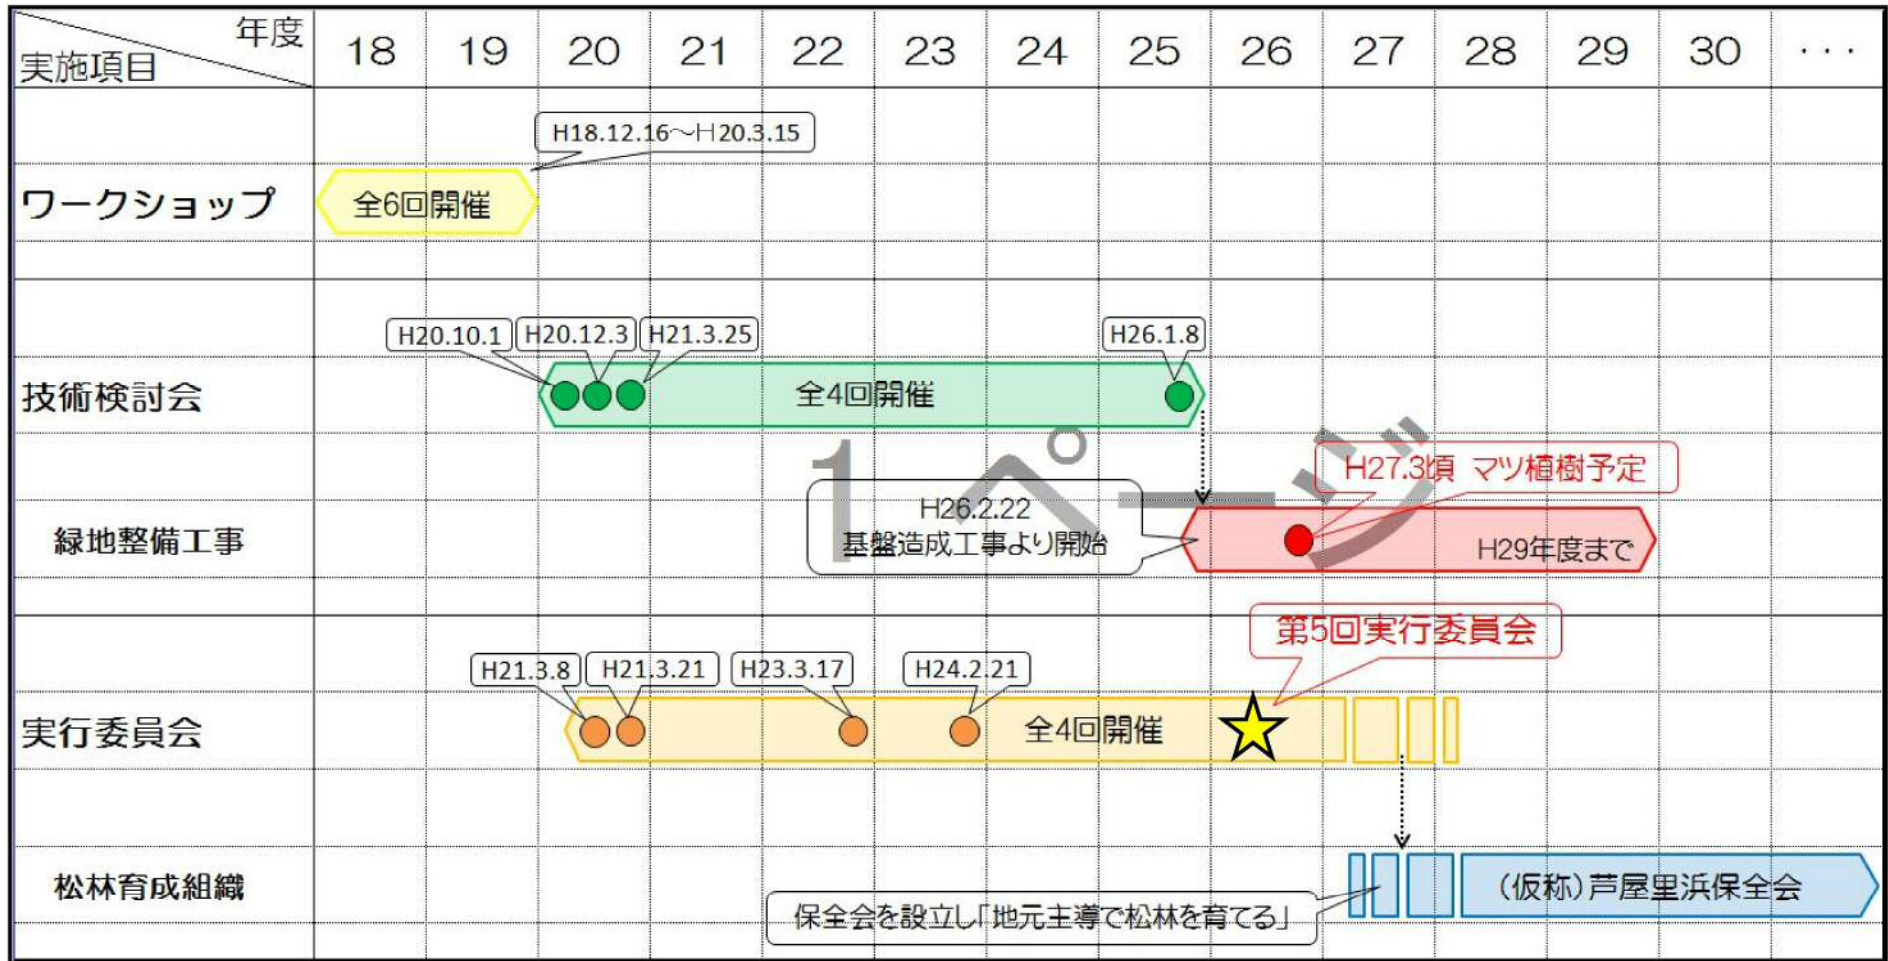 年度
実施項目
18 19 20 21 22 23 24 25 26 27 28 29 30 ・・・
H18.12.16～H20.3.15
ワークショップ
全6回開催
H20.10.1 H20.12.3 H21.3.25 H26.1.8
技術検討会
全4回開催
1ページ
H27.3頃 マツ植樹予定
H26.2.22
基盤造成工事より開始
緑地整備工事
H29年度まで
第5回実行委員会
H21.3.8 H21.3.21 H23.3.17 H24.2.21
実行委員会
全4回開催
松林育成組織
(仮称)芦屋里浜保全会
保全会を設立し「地元主導で松林を育てる」